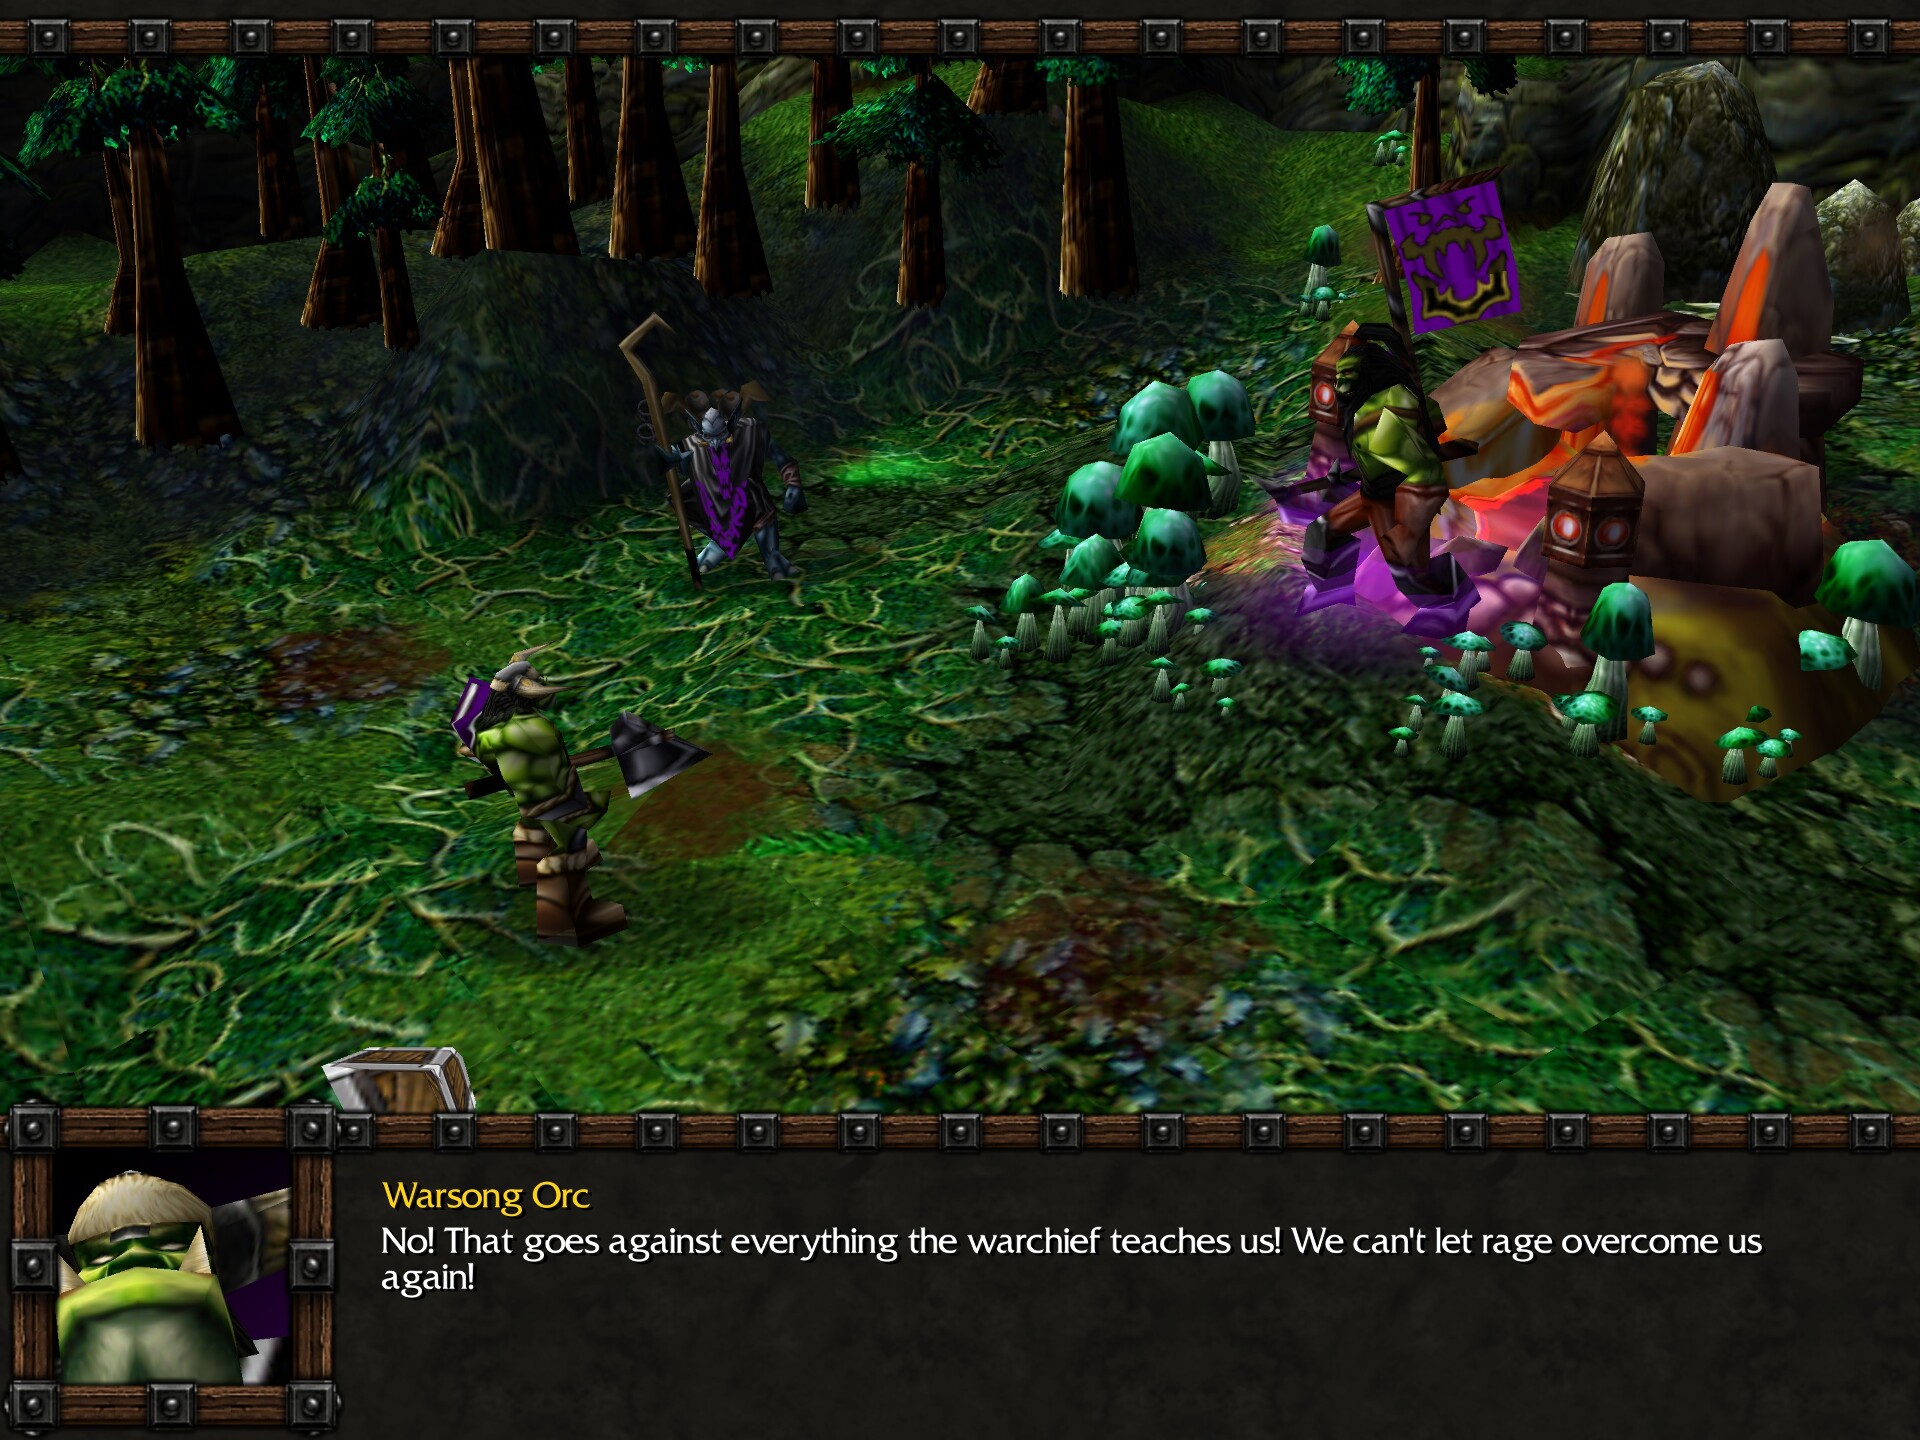 Warsong Orc
No! That goes against everything the warchief teaches us! We can't let rage overcome us
again!